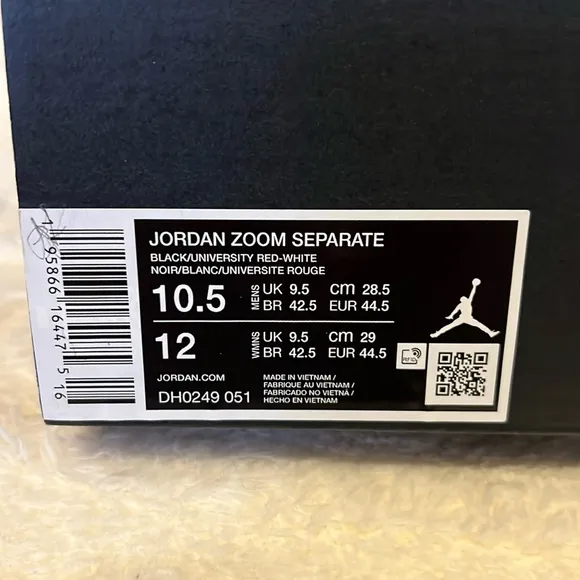 JORDAN ZOOM SEPARATE
BLACK/UNIVERSITY RED-WHITE
NOIR/BLANC/UNIVERSITE ROUGE
10.5 MENS UK 9.5 cm 28.5
BR 42.5 EUR 44.5
12 WMNS UK 9.5 cm 29
BR 42.5 EUR 44.5
JORDAN.COM
DH0249 051
MADE IN VIETNAM /
FABRIQUE AU VIETNAM /
FABRICADO NO VIETNÃ /
HECHO EN VIETNAM
RFID
1 95866 16447 5 16